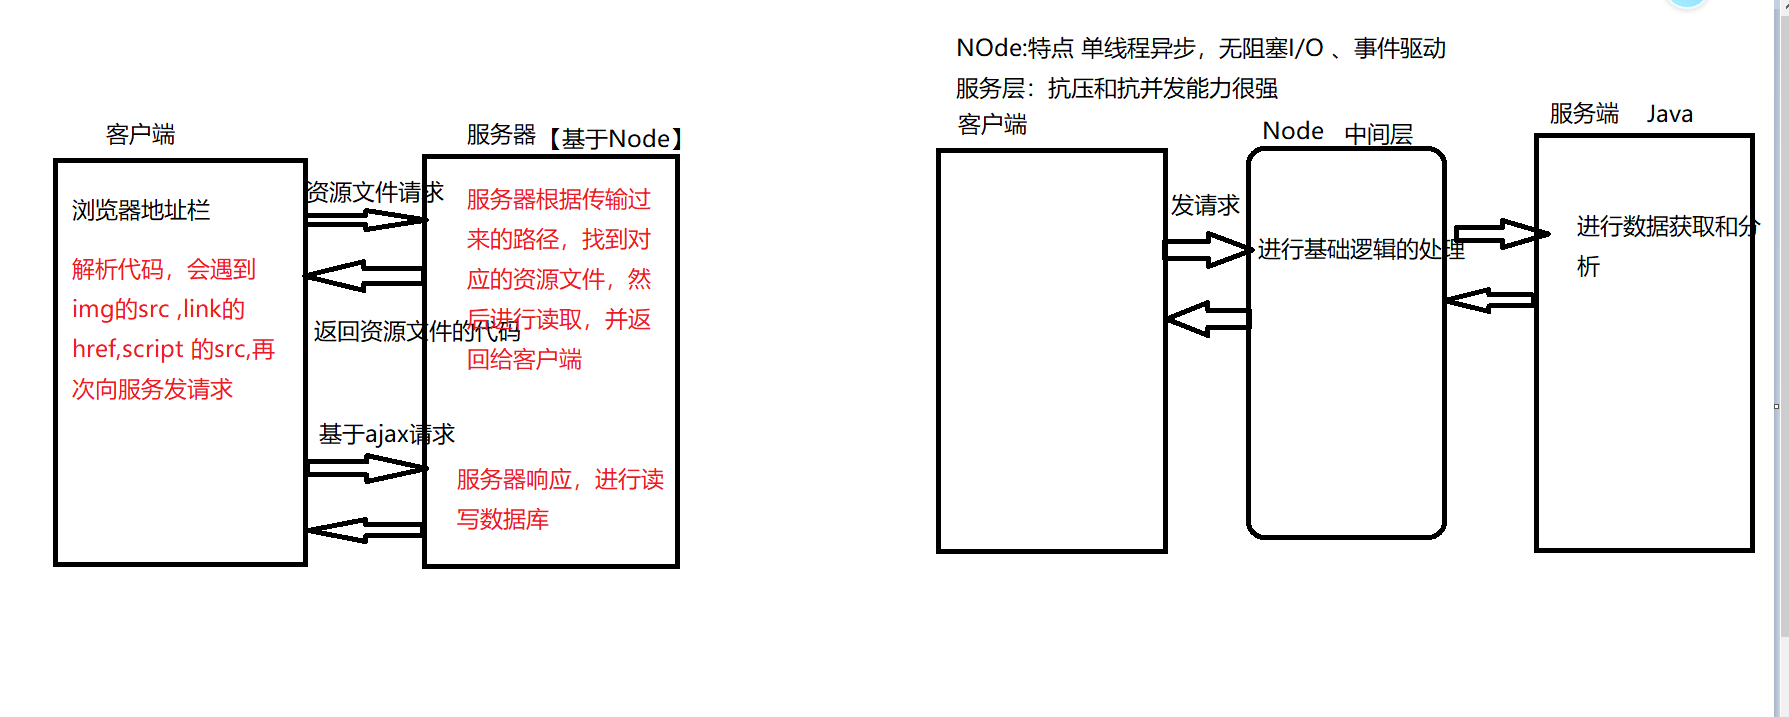 客户端
服务器【基于Node】
浏览器地址栏
解析代码，会遇到
img的src ,link的
href,script 的src,再
次向服务发请求
资源文件请求
返回资源文件的代码
基于ajax请求
服务器根据传输过
来的路径，找到对
应的资源文件，然
后进行读取，并返
回给客户端
服务器响应，进行读
写数据库
NOde:特点 单线程异步，无阻塞I/O 、事件驱动
服务层：抗压和抗并发能力很强
客户端
Node 中间层
服务端 Java
发请求
进行基础逻辑的处理
进行数据获取和分
析